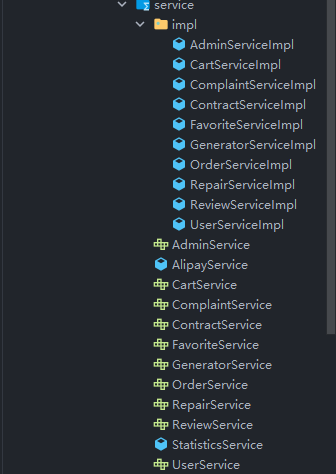 service
impl
AdminServiceImpl
CartServiceImpl
ComplaintServiceImpl
ContractServiceImpl
FavoriteServiceImpl
GeneratorServiceImpl
OrderServiceImpl
RepairServiceImpl
ReviewServiceImpl
UserServiceImpl
AdminService
AlipayService
CartService
ComplaintService
ContractService
FavoriteService
GeneratorService
OrderService
RepairService
ReviewService
StatisticsService
UserService